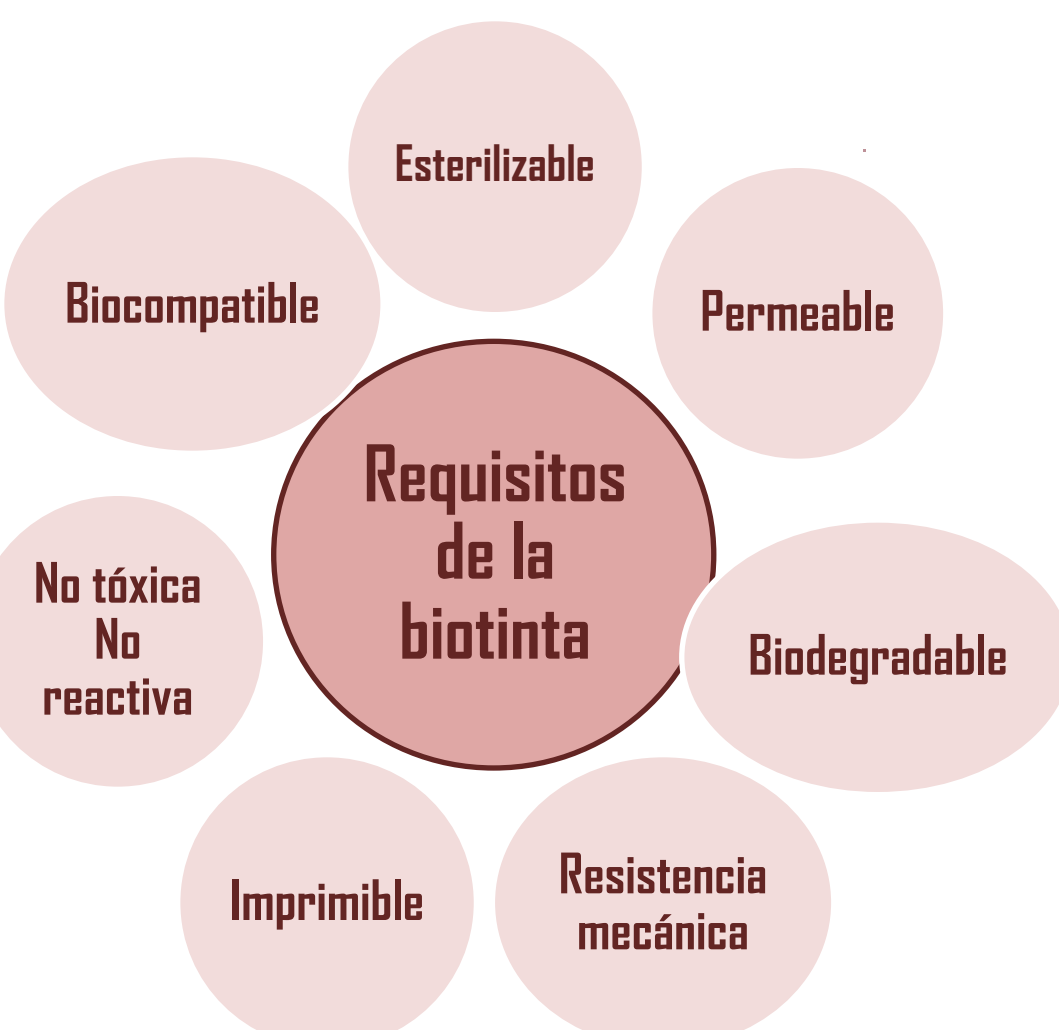 Esterilizable
Biocompatible
Permeable
Requisitos
de la
biotinta
No tóxica
No
reactiva
Biodegradable
Imprimible
Resistencia
mecánica